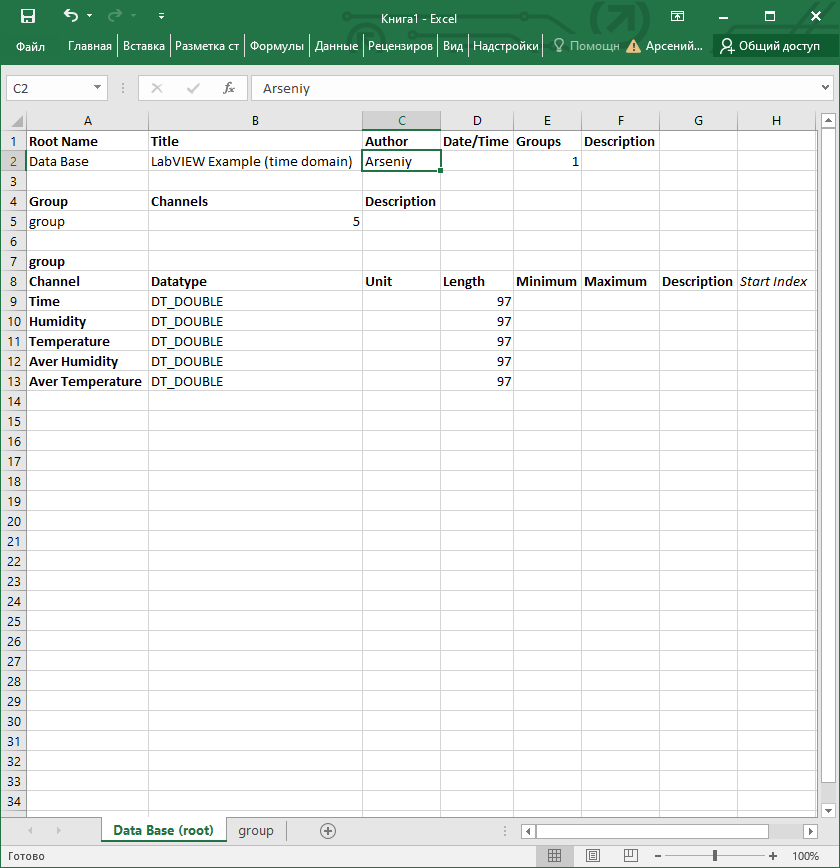 Книга1 - Excel
Файл Главная Вставка Разметка ст Формулы Данные Рецензиров Вид Надстройки Помощн Арсений... Общий доступ
C2 fx Arseniy
A B C D E F G H
1 Root Name Title Author Date/Time Groups Description
2 Data Base LabVIEW Example (time domain) Arseniy 1
3
4 Group Channels Description
5 group 5
6
7 group
8 Channel Datatype Unit Length Minimum Maximum Description Start Index
9 Time DT_DOUBLE 97
10 Humidity DT_DOUBLE 97
11 Temperature DT_DOUBLE 97
12 Aver Humidity DT_DOUBLE 97
13 Aver Temperature DT_DOUBLE 97
14
15
16
17
18
19
20
21
22
23
24
25
26
27
28
29
30
31
32
33
34
Data Base (root) group
Готово 100%